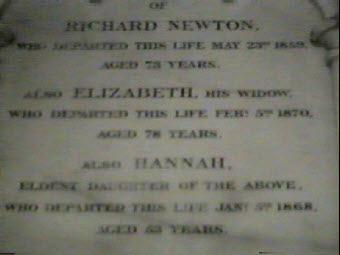 OF
RICHARD NEWTON,
WHO DEPARTED THIS LIFE MAY 23RD 1859,
AGED 73 YEARS.
ALSO ELIZABETH, HIS WIDOW,
WHO DEPARTED THIS LIFE FEBY 5TH 1870,
AGED 78 YEARS.
ALSO HANNAH,
ELDEST DAUGHTER OF THE ABOVE,
WHO DEPARTED THIS LIFE JANY 5TH 1868,
AGED 53 YEARS.